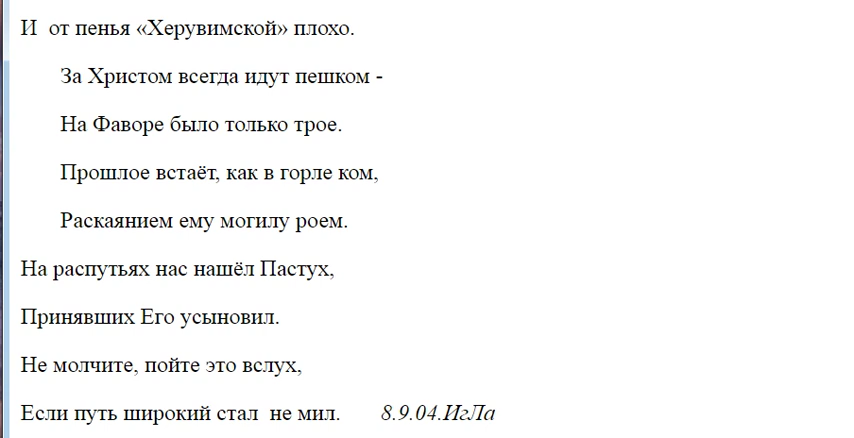 И  от пенья «Херувимской» плохо.
За Христом всегда идут пешком -
На Фаворе было только трое.
Прошлое встаёт, как в горле ком,
Раскаянием ему могилу роем.
На распутьях нас нашёл Пастух,
Принявших Его усыновил.
Не молчите, пойте это вслух,
Если путь широкий стал  не мил. 8.9.04.ИгЛа